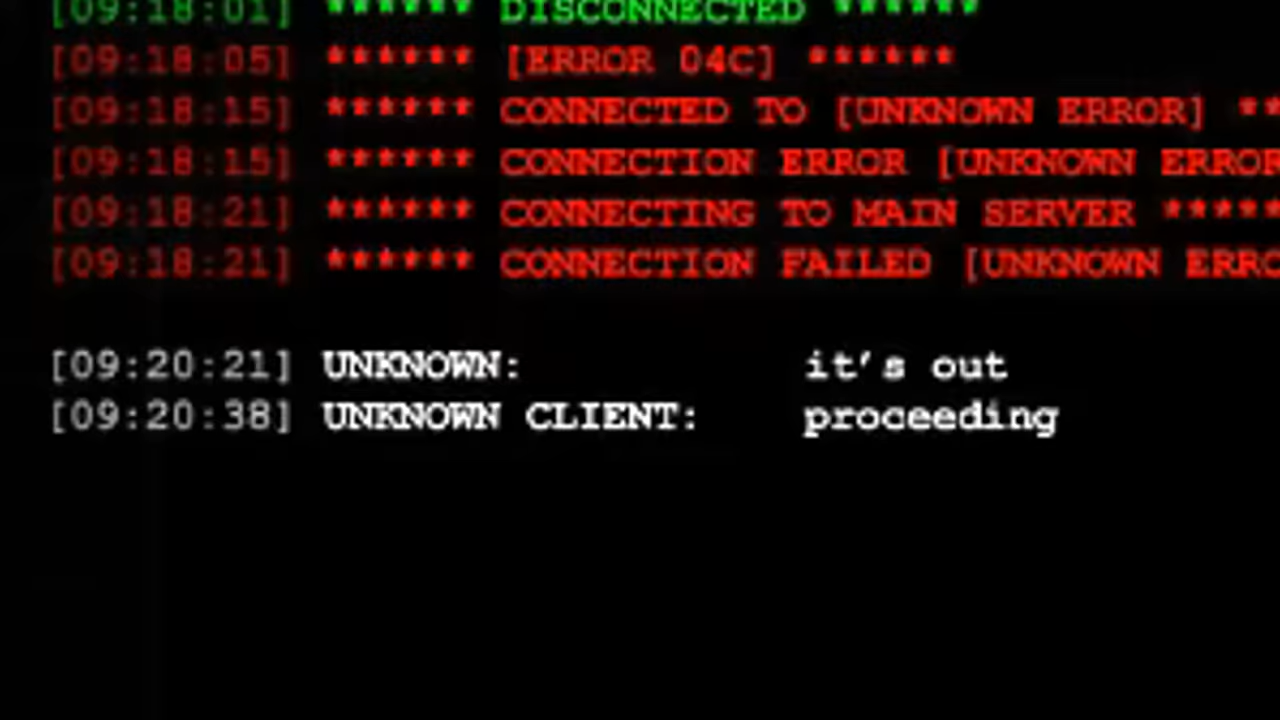 [09:18:01] ****** DISCONNECTED ******
[09:18:05] ****** [ERROR 04C] ******
[09:18:15] ****** CONNECTED TO [UNKNOWN ERROR] **
[09:18:15] ****** CONNECTION ERROR [UNKNOWN ERROR
[09:18:21] ****** CONNECTING TO MAIN SERVER *****
[09:18:21] ****** CONNECTION FAILED [UNKNOWN ERRO
[09:20:21] UNKNOWN: it's out
[09:20:38] UNKNOWN CLIENT: proceeding